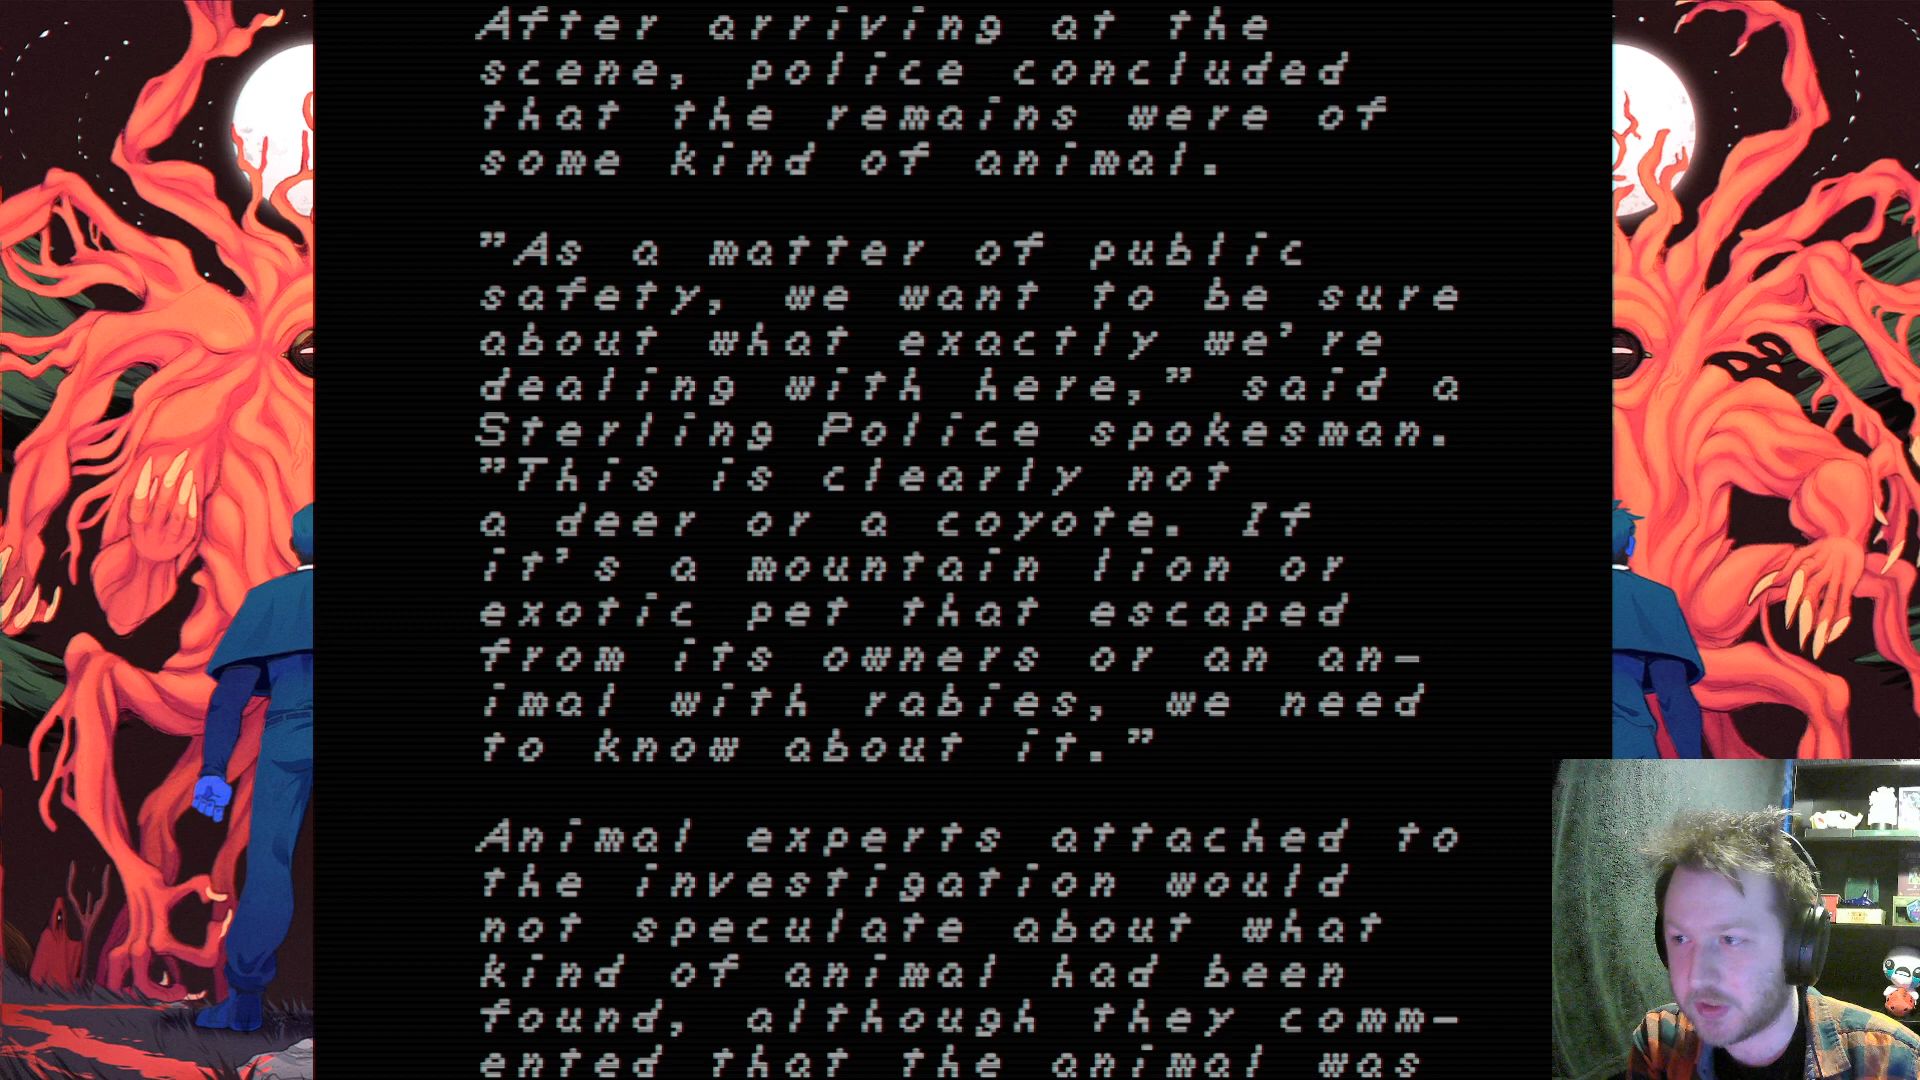 After arriving at the
scene, police concluded
that the remains were of
some kind of animal.
"As a matter of public
safety, we want to be sure
about what exactly we're
dealing with here," said a
Sterling Police spokesman.
"This is clearly not
a deer or a coyote. If
it's a mountain lion or
exotic pet that escaped
from its owners or an an-
imal with rabies, we need
to know about it."
Animal experts attached to
the investigation would
not speculate about what
kind of animal had been
found, although they comm-
ented that the animal was